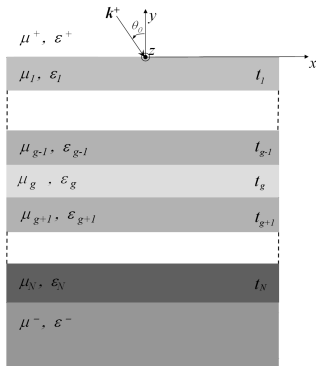 k⁺ y
μ⁺, ε⁺ θ₀ z
x
μ₁, ε₁ t₁
μg-1, εg-1 tg-1
μg, εg tg
μg+1, εg+1 tg+1
μN, εN tN
μ⁻, ε⁻